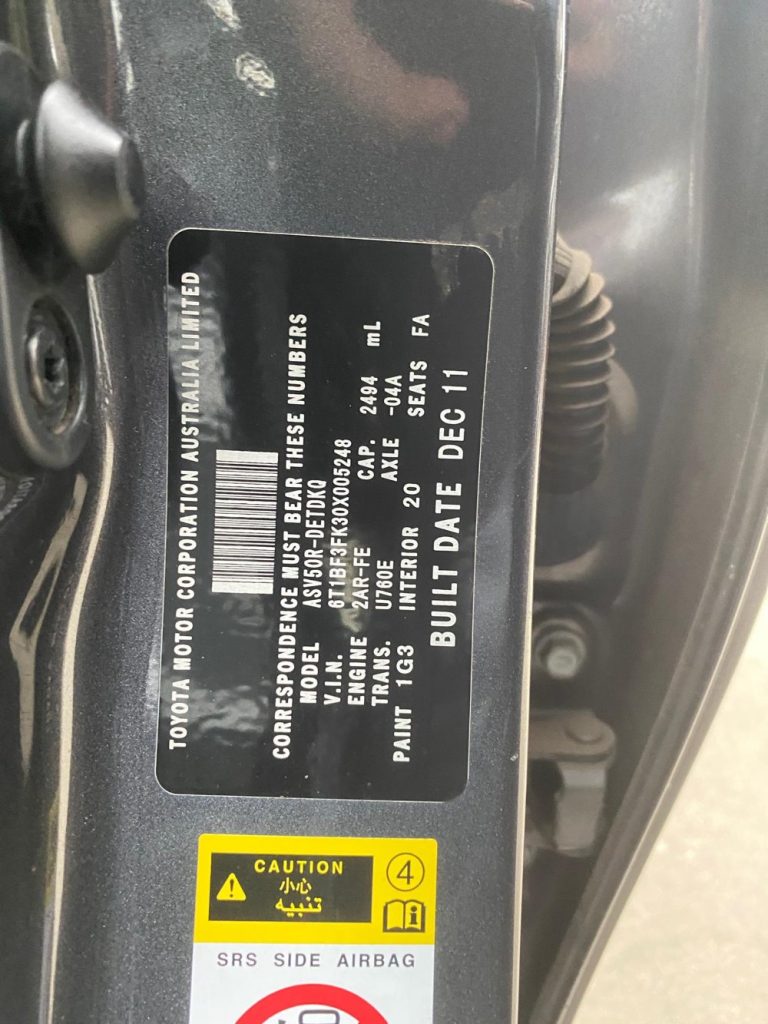 TOYOTA MOTOR CORPORATION AUSTRALIA LIMITED
CORRESPONDENCE MUST BEAR THESE NUMBERS
MODEL ASV50R-DETDKQ
V.I.N. 6T1BF3FK30X005248
ENGINE 2AR-FE CAP. 2494 mL
TRANS. U760E AXLE -04A
PAINT 1G3 INTERIOR 20 SEATS FA
BUILT DATE DEC 11
CAUTION
小心
تنبيه
4
SRS SIDE AIRBAG